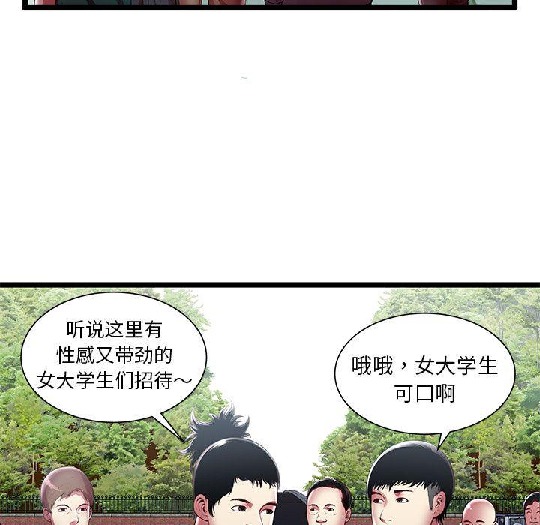 听说这里有
性感又带劲的
女大学生们招待～
哦哦，女大学生
可口啊